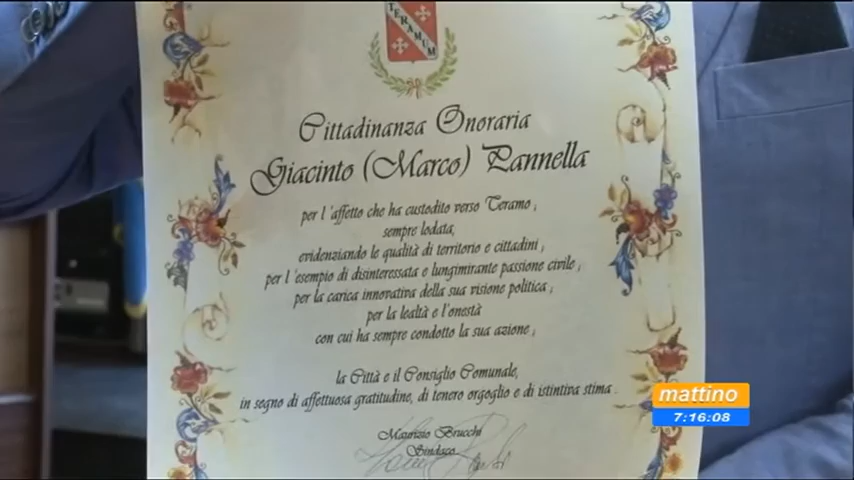 TERAMUM
Cittadinanza Onoraria
Giacinto (Marco) Pannella
per l'affetto che ha custodito verso Teramo;
sempre lodata,
evidenziando le qualità di territorio e cittadini;
per l'esempio di disinteressata e lungimirante passione civile;
per la carica innovativa della sua visione politica;
per la lealtà e l'onestà
con cui ha sempre condotto la sua azione;
la Città e il Consiglio Comunale,
in segno di affettuosa gratitudine, di tenero orgoglio e di istintiva stima.
mattino
7:16:08
Maurizio Brucchi
Sindaco